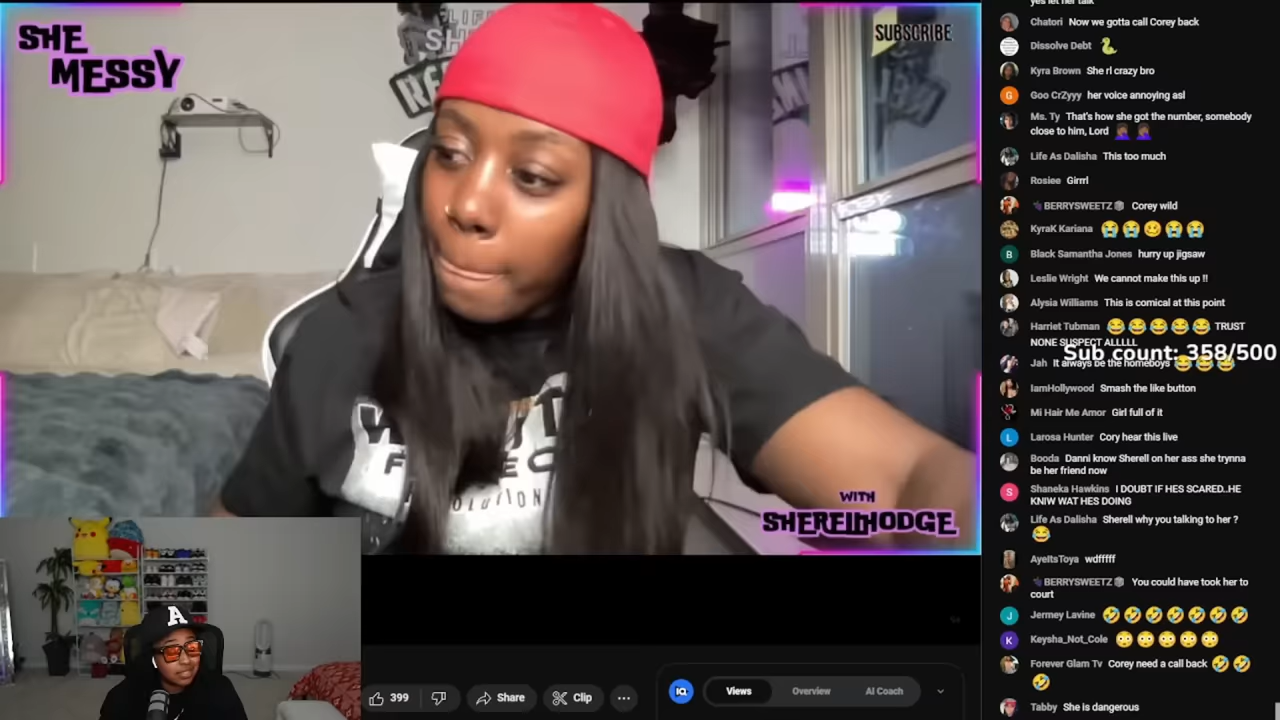 SHE
MESSY
SUBSCRIBE
WITH
SHERELLHODGE
399
Share
Clip
Views
Overview
AI Coach
yes let her talk
Chatori Now we gotta call Corey back
Dissolve Debt 🐍
Kyra Brown She rl crazy bro
Goo CrZyyy her voice annoying asl
Ms. Ty That's how she got the number, somebody
close to him, Lord 🤦🏾‍♀️ 🤦🏾‍♀️
Life As Dalisha This too much
Rosiee Girrrl
🍇BERRYSWEETZ Corey wild
KyraK Kariana 😭😭🥴😭😭
B
Black Samantha Jones hurry up jigsaw
Leslie Wright We cannot make this up !!
Alysia Williams This is comical at this point
Harriet Tubman 😂😂😂😂😂 TRUST
NONE SUSPECT ALLLLL
Sub count: 358/500
Jah It always be the homeboys 😂😂😂
IamHollywood Smash the like button
Mi Hair Me Amor Girl full of it
L
Larosa Hunter Cory hear this live
Booda Danni know Sherell on her ass she trynna
be her friend now
S
Shaneka Hawkins I DOUBT IF HES SCARED..HE
KNIW WAT HES DOING
Life As Dalisha Sherell why you talking to her ?
😂
AyeItsToya wdfffff
🍇BERRYSWEETZ You could have took her to
court
J
Jermey Lavine 🤣🤣🤣🤣🤣🤣🤣
K
Keysha_Not_Cole 😳😳😳😳😳
Forever Glam Tv Corey need a call back 🤣🤣
🤣
Tabby She is dangerous
A
IQ